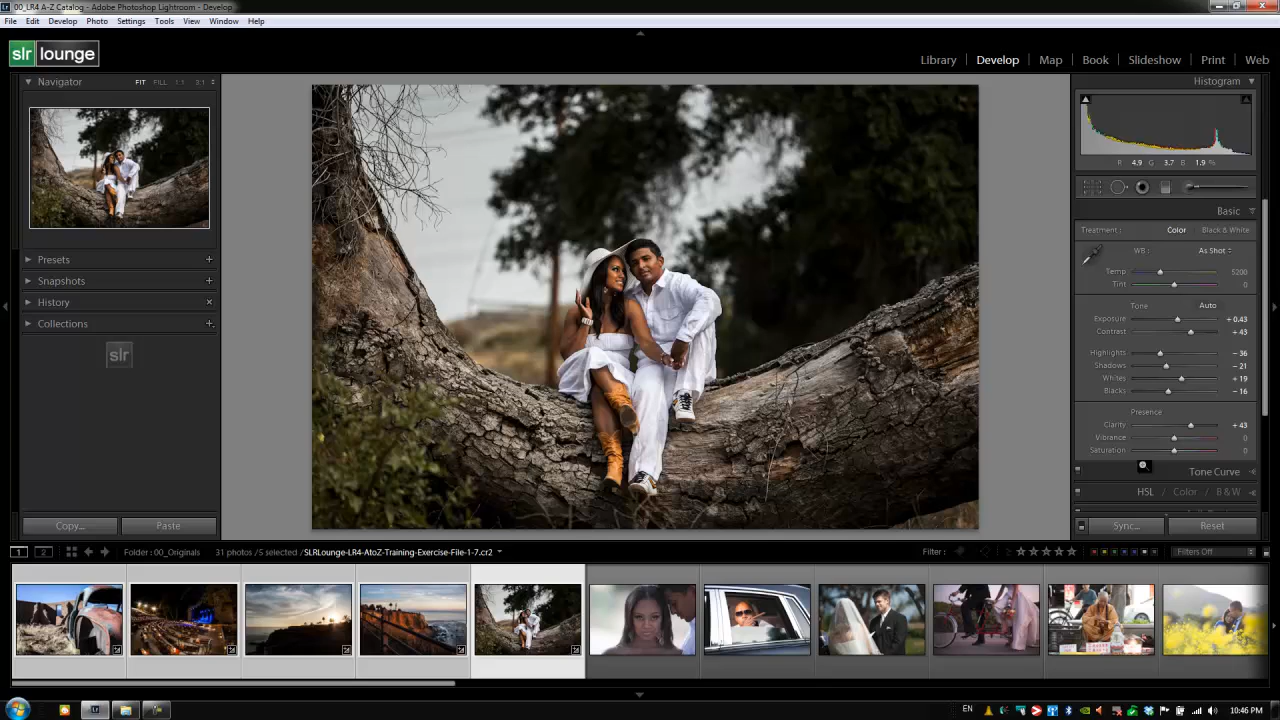 00_LR4 A-Z Catalog - Adobe Photoshop Lightroom - Develop
File Edit Develop Photo Settings Tools View Window Help
slr lounge
Library | Develop | Map | Book | Slideshow | Print | Web
Navigator FIT FILL 1:1 3:1
Histogram
R 4.9 G 3.7 B 1.9 %
Basic
Treatment: Color Black & White
WB: As Shot
Temp 5200
Tint 0
Tone Auto
Exposure + 0.43
Contrast + 43
Highlights - 36
Shadows - 21
Whites + 19
Blacks - 16
Presence
Clarity + 43
Vibrance 0
Saturation 0
Tone Curve
HSL / Color / B & W
Sync... Reset
Presets
Snapshots
History
Collections
slr
Copy... Paste
1 2 Folder: 00_Originals 31 photos /5 selected /SLRLounge-LR4-AtoZ-Training-Exercise-File-1-7.cr2 Filter: Filters Off
EN 10:46 PM